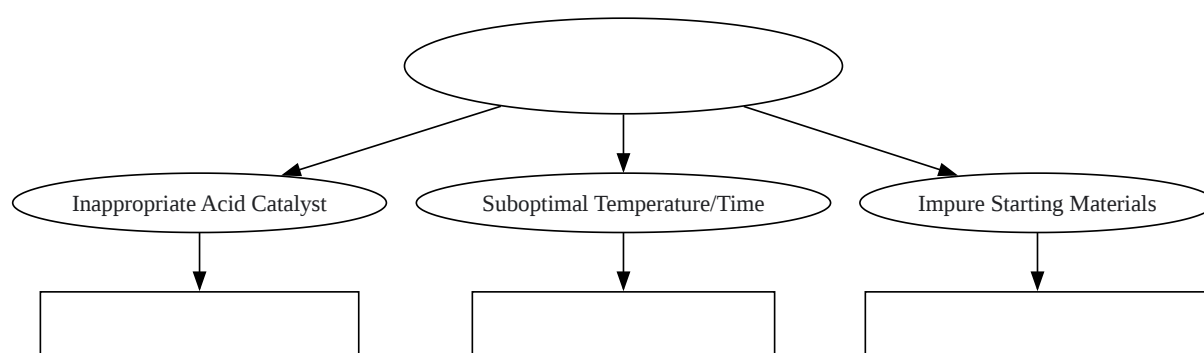 Inappropriate Acid Catalyst
Suboptimal Temperature/Time
Impure Starting Materials